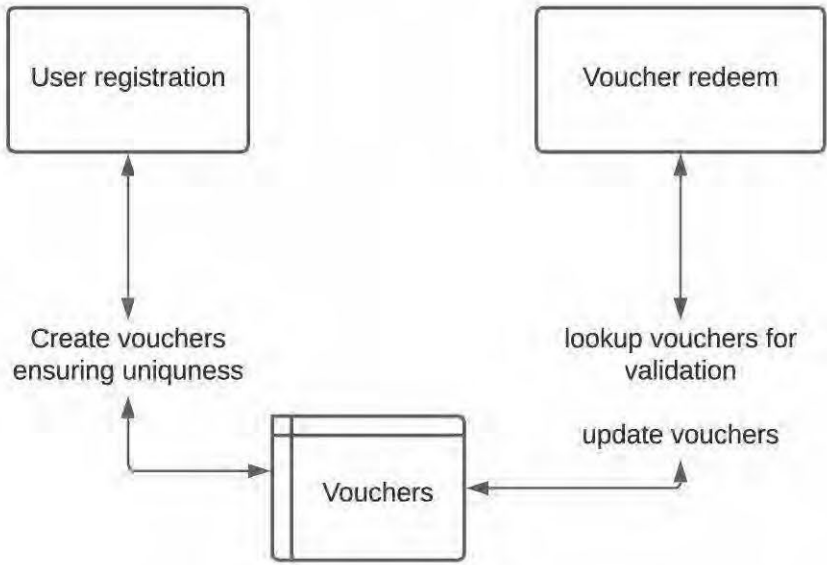 User registration
Voucher redeem
Create vouchers
ensuring uniquness
lookup vouchers for
validation
update vouchers
Vouchers